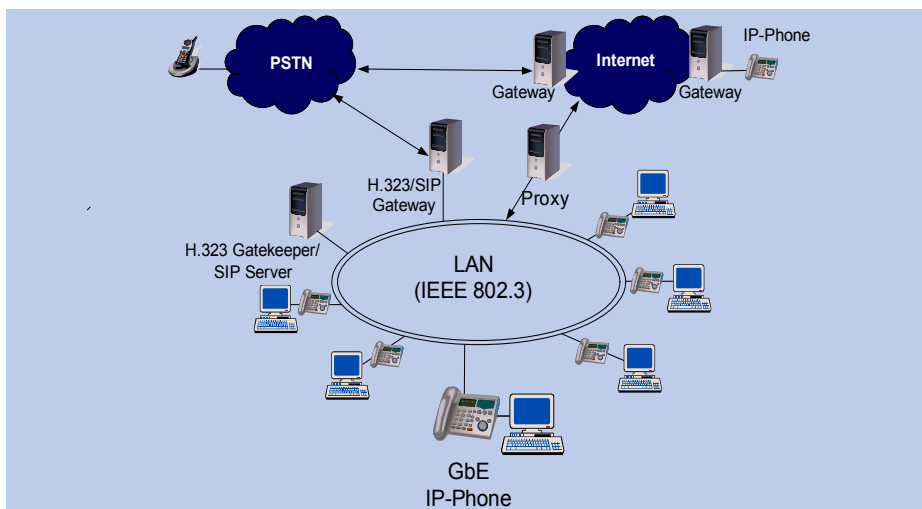 PSTN
Gateway
Internet
IP-Phone
Gateway
H.323/SIP
Gateway
Proxy
H.323 Gatekeeper/
SIP Server
LAN
(IEEE 802.3)
GbE
IP-Phone